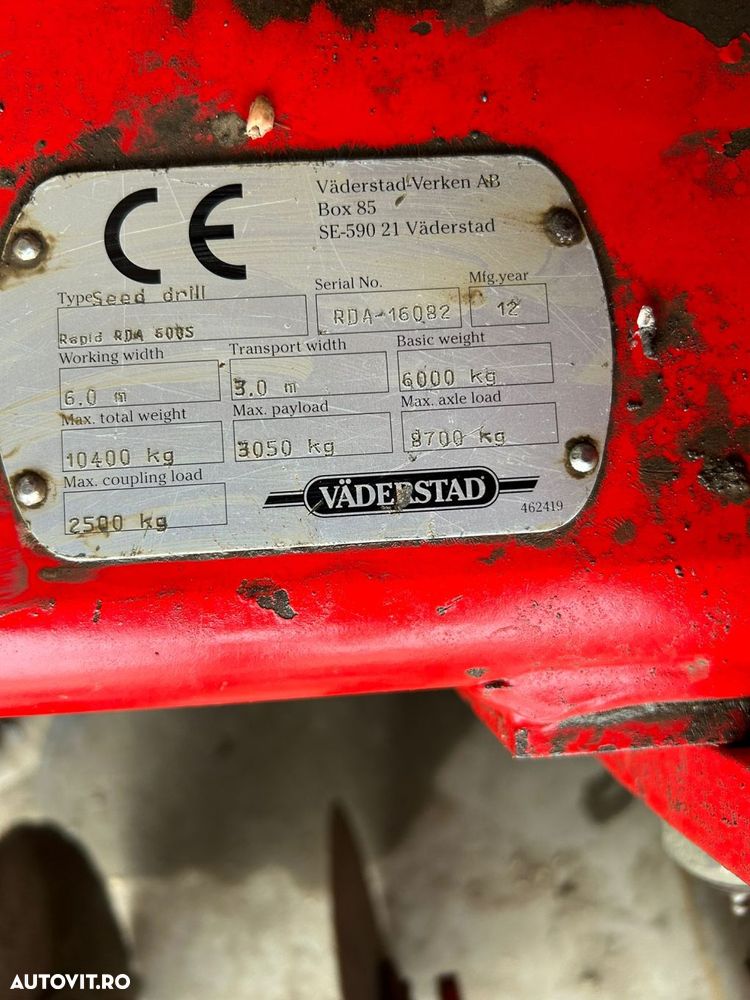 CE
Väderstad-Verken AB
Box 85
SE-590 21 Väderstad
Type Seed drill
Rapid RDA 600S
Serial No.
RDA-16082
Mfg.year
12
Working width
6.0 m
Transport width
3.0 m
Basic weight
6000 kg
Max. total weight
10400 kg
Max. payload
3050 kg
Max. axle load
8700 kg
Max. coupling load
2500 kg
VÄDERSTAD
462419
AUTOVIT.RO